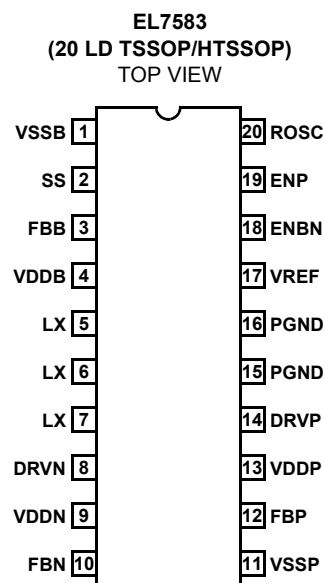 EL7583
(20 LD TSSOP/HTSSOP)
TOP VIEW
VSSB 1 20 ROSC
SS 2 19 ENP
FBB 3 18 ENBN
VDDB 4 17 VREF
LX 5 16 PGND
LX 6 15 PGND
LX 7 14 DRVP
DRVN 8 13 VDDP
VDDN 9 12 FBP
FBN 10 11 VSSP